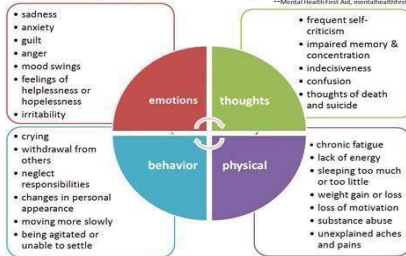 --Mental Health First Aid, mentalhealthfirst
• sadness
• anxiety
• guilt
• anger
• mood swings
• feelings of
helplessness or
hopelessness
• irritability
• frequent self-
criticism
• impaired memory &
concentration
• indecisiveness
• confusion
• thoughts of death
and suicide
emotions
thoughts
behavior
physical
• crying
• withdrawal from
others
• neglect
responsibilities
• changes in personal
appearance
• moving more slowly
• being agitated or
unable to settle
• chronic fatigue
• lack of energy
• sleeping too much
or too little
• weight gain or loss
• loss of motivation
• substance abuse
• unexplained aches
and pains